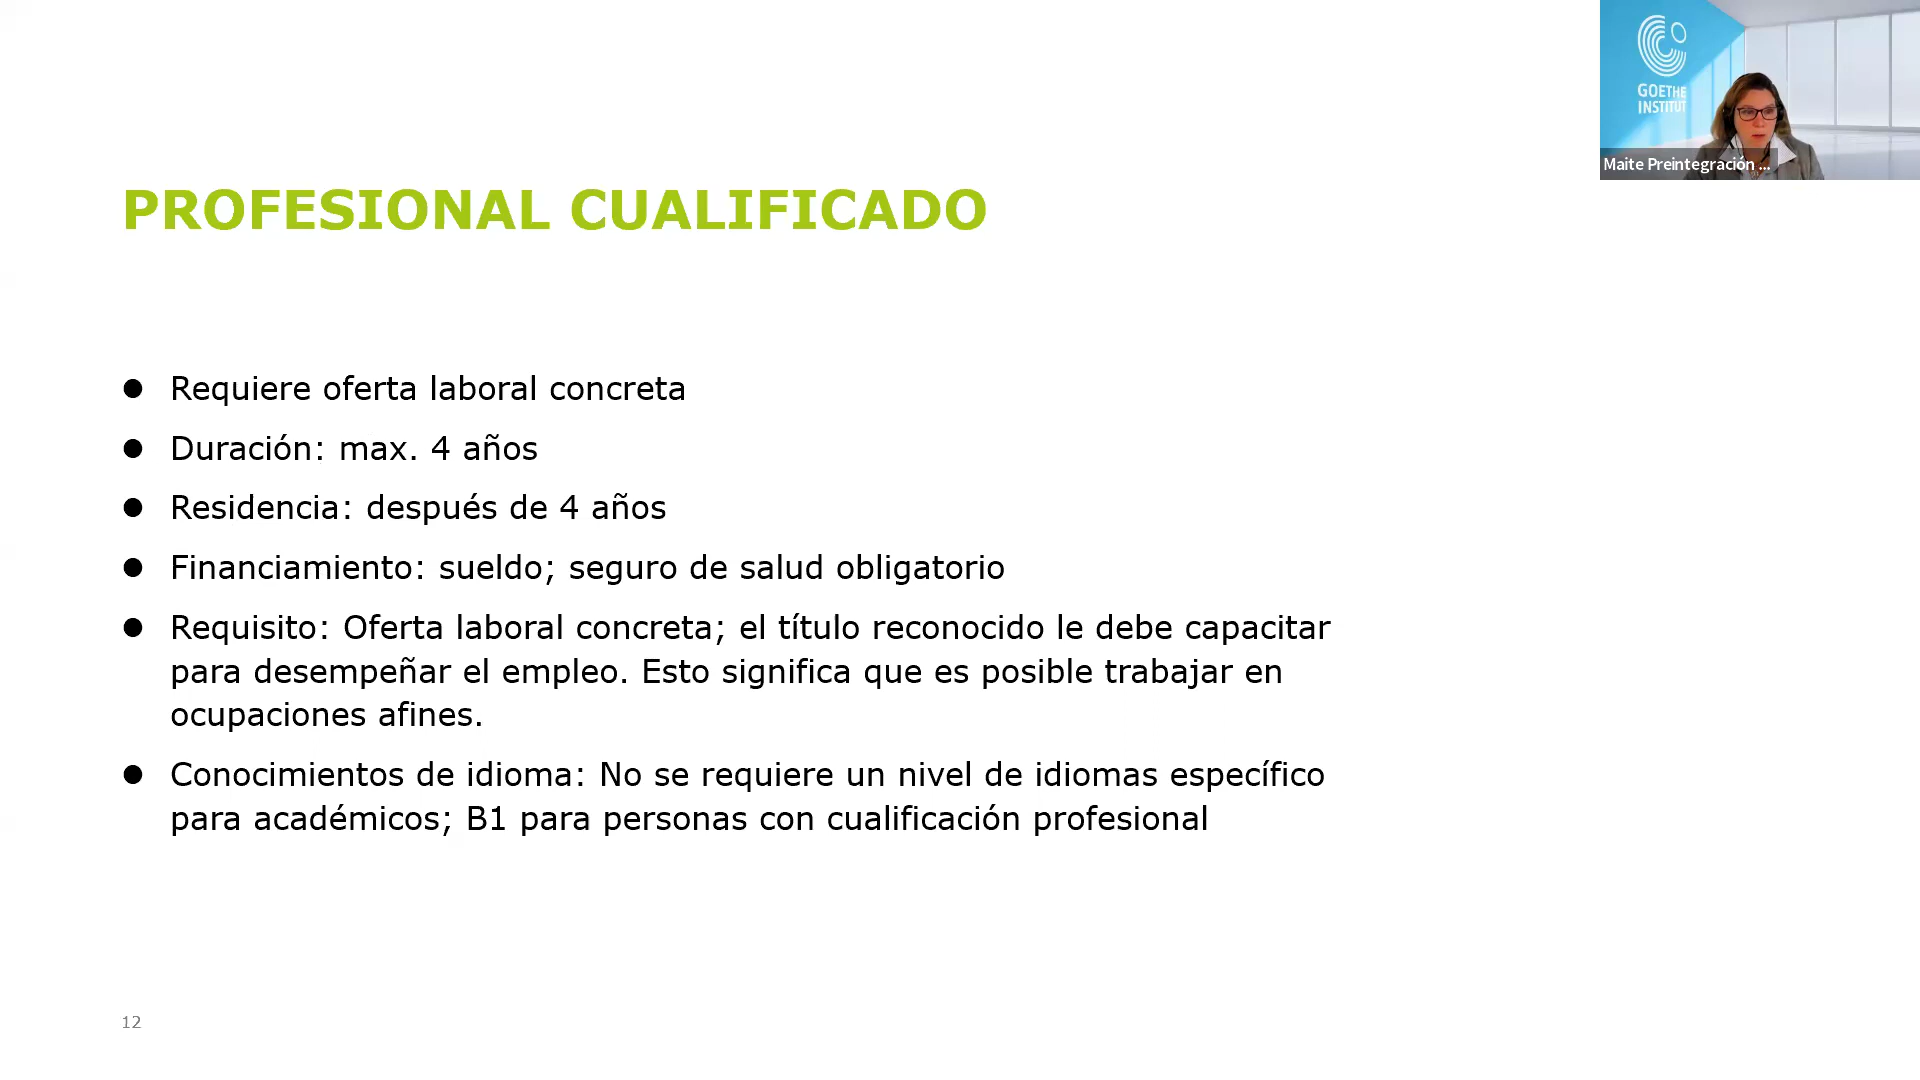 GOETHE
INSTITUT
Maite Preintegración ...
PROFESIONAL CUALIFICADO
● Requiere oferta laboral concreta
● Duración: max. 4 años
● Residencia: después de 4 años
● Financiamiento: sueldo; seguro de salud obligatorio
● Requisito: Oferta laboral concreta; el título reconocido le debe capacitar
para desempeñar el empleo. Esto significa que es posible trabajar en
ocupaciones afines.
● Conocimientos de idioma: No se requiere un nivel de idiomas específico
para académicos; B1 para personas con cualificación profesional
12